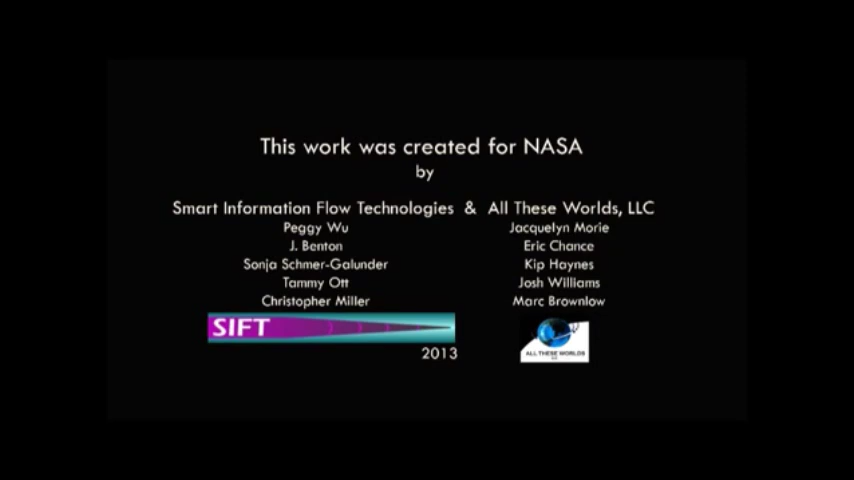 This work was created for NASA
by
Smart Information Flow Technologies & All These Worlds, LLC
Peggy Wu
J. Benton
Sonja Schmer-Galunder
Tammy Ott
Christopher Miller
Jacquelyn Morie
Eric Chance
Kip Haynes
Josh Williams
Marc Brownlow
SIFT
2013
ALL THESE WORLDS